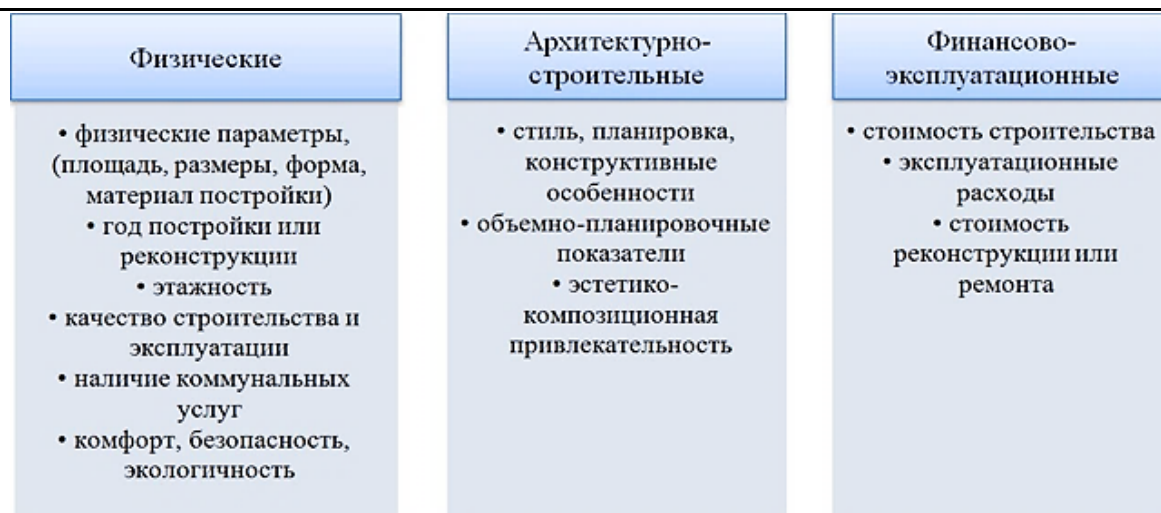 Физические
• физические параметры,
(площадь, размеры, форма,
материал постройки)
• год постройки или
реконструкции
• этажность
• качество строительства и
эксплуатации
• наличие коммунальных
услуг
• комфорт, безопасность,
экологичность
Архитектурно-
строительные
• стиль, планировка,
конструктивные
особенности
• объемно-планировочные
показатели
• эстетико-
композиционная
привлекательность
Финансово-
эксплуатационные
• стоимость строительства
• эксплуатационные
расходы
• стоимость
реконструкции или
ремонта